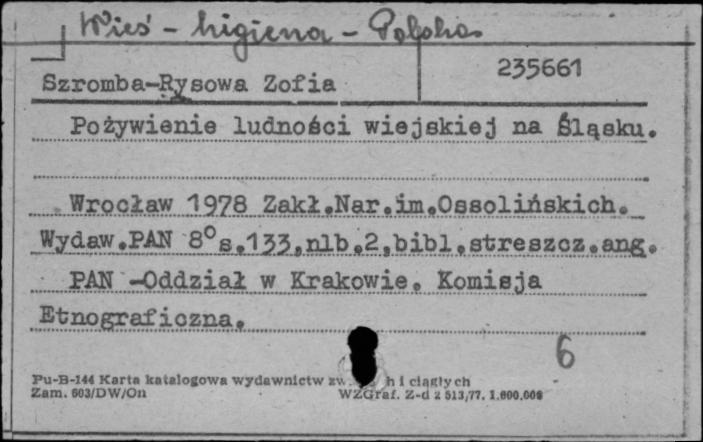 Wieś - higiena - Polska
235661
Szromba-Rysowa Zofia
Pożywienie ludności wiejskiej na Śląsku.
Wrocław 1978 Zakł.Nar.im.Ossolińskich.
Wydaw.PAN 8° s.133,nlb.2,bibl.streszcz.ang.
PAN -Oddział w Krakowie. Komisja
Etnograficzna.
6
Pu-B-144 Karta katalogowa wydawnictw zw h i ciągłych
Zam. 603/DW/On WZGraf. Z-d 2 513,77. 1.600.000